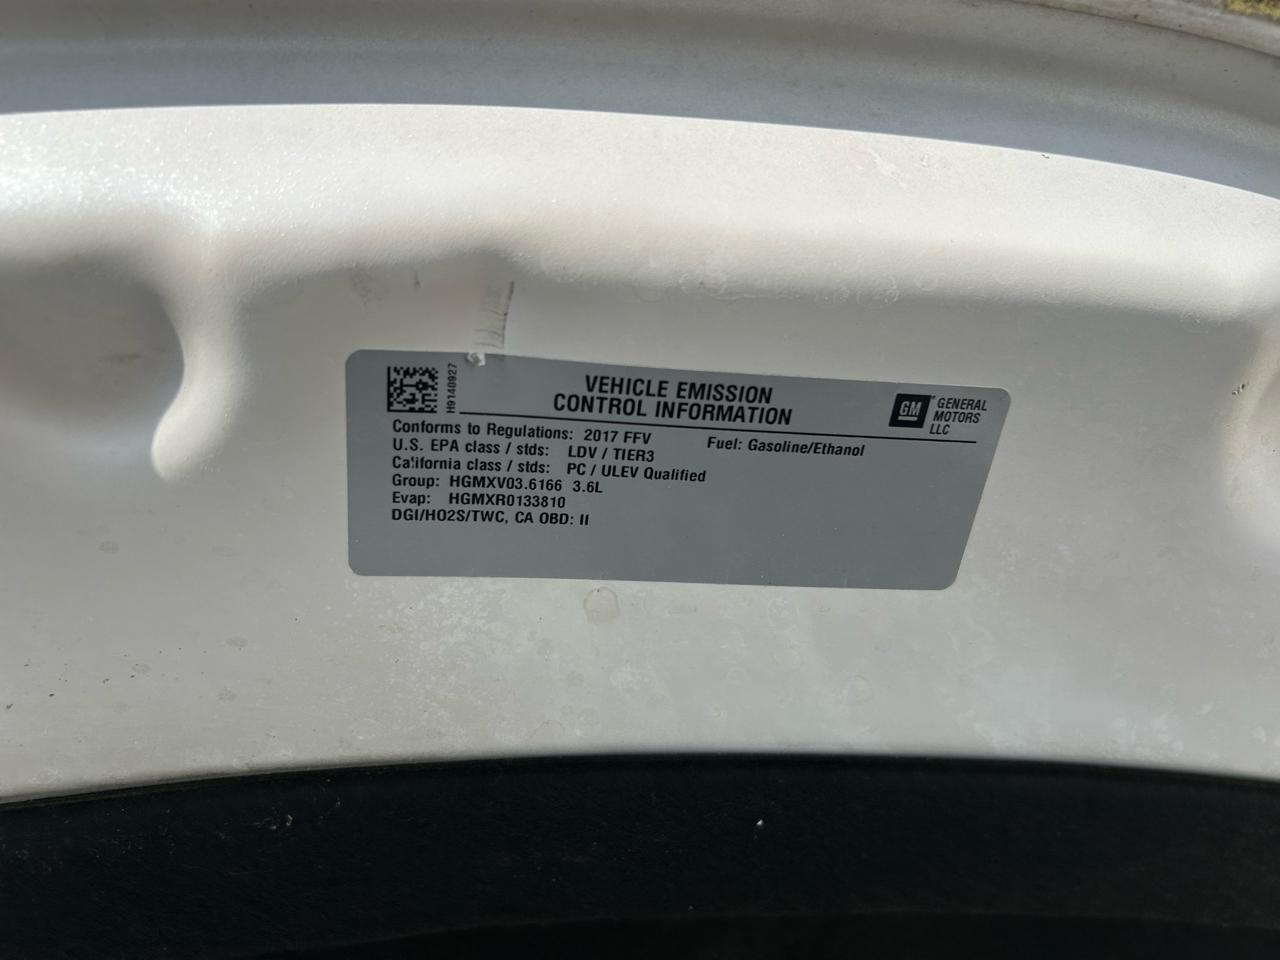 H9140927
VEHICLE EMISSION
CONTROL INFORMATION
GM GENERAL
MOTORS
LLC
Conforms to Regulations: 2017 FFV
Fuel: Gasoline/Ethanol
U.S. EPA class / stds: LDV / TIER3
California class / stds: PC / ULEV Qualified
Group: HGMXV03.6166 3.6L
Evap: HGMXR0133810
DGI/HO2S/TWC, CA OBD: II